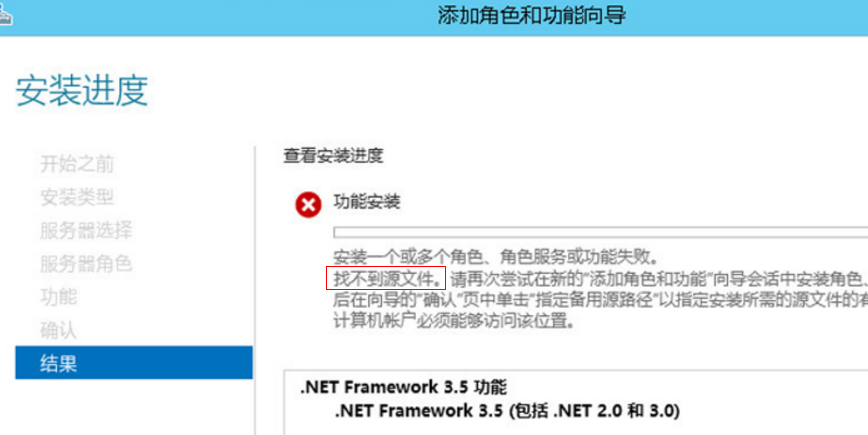 添加角色和功能向导
安装进度
开始之前
安装类型
服务器选择
服务器角色
功能
确认
结果
查看安装进度
功能安装
安装一个或多个角色、角色服务或功能失败。
找不到源文件。请再次尝试在新的"添加角色和功能"向导会话中安装角色、
后在向导的"确认"页中单击"指定备用源路径"以指定安装所需的源文件的有
计算机帐户必须能够访问该位置。
.NET Framework 3.5 功能
.NET Framework 3.5 (包括 .NET 2.0 和 3.0)